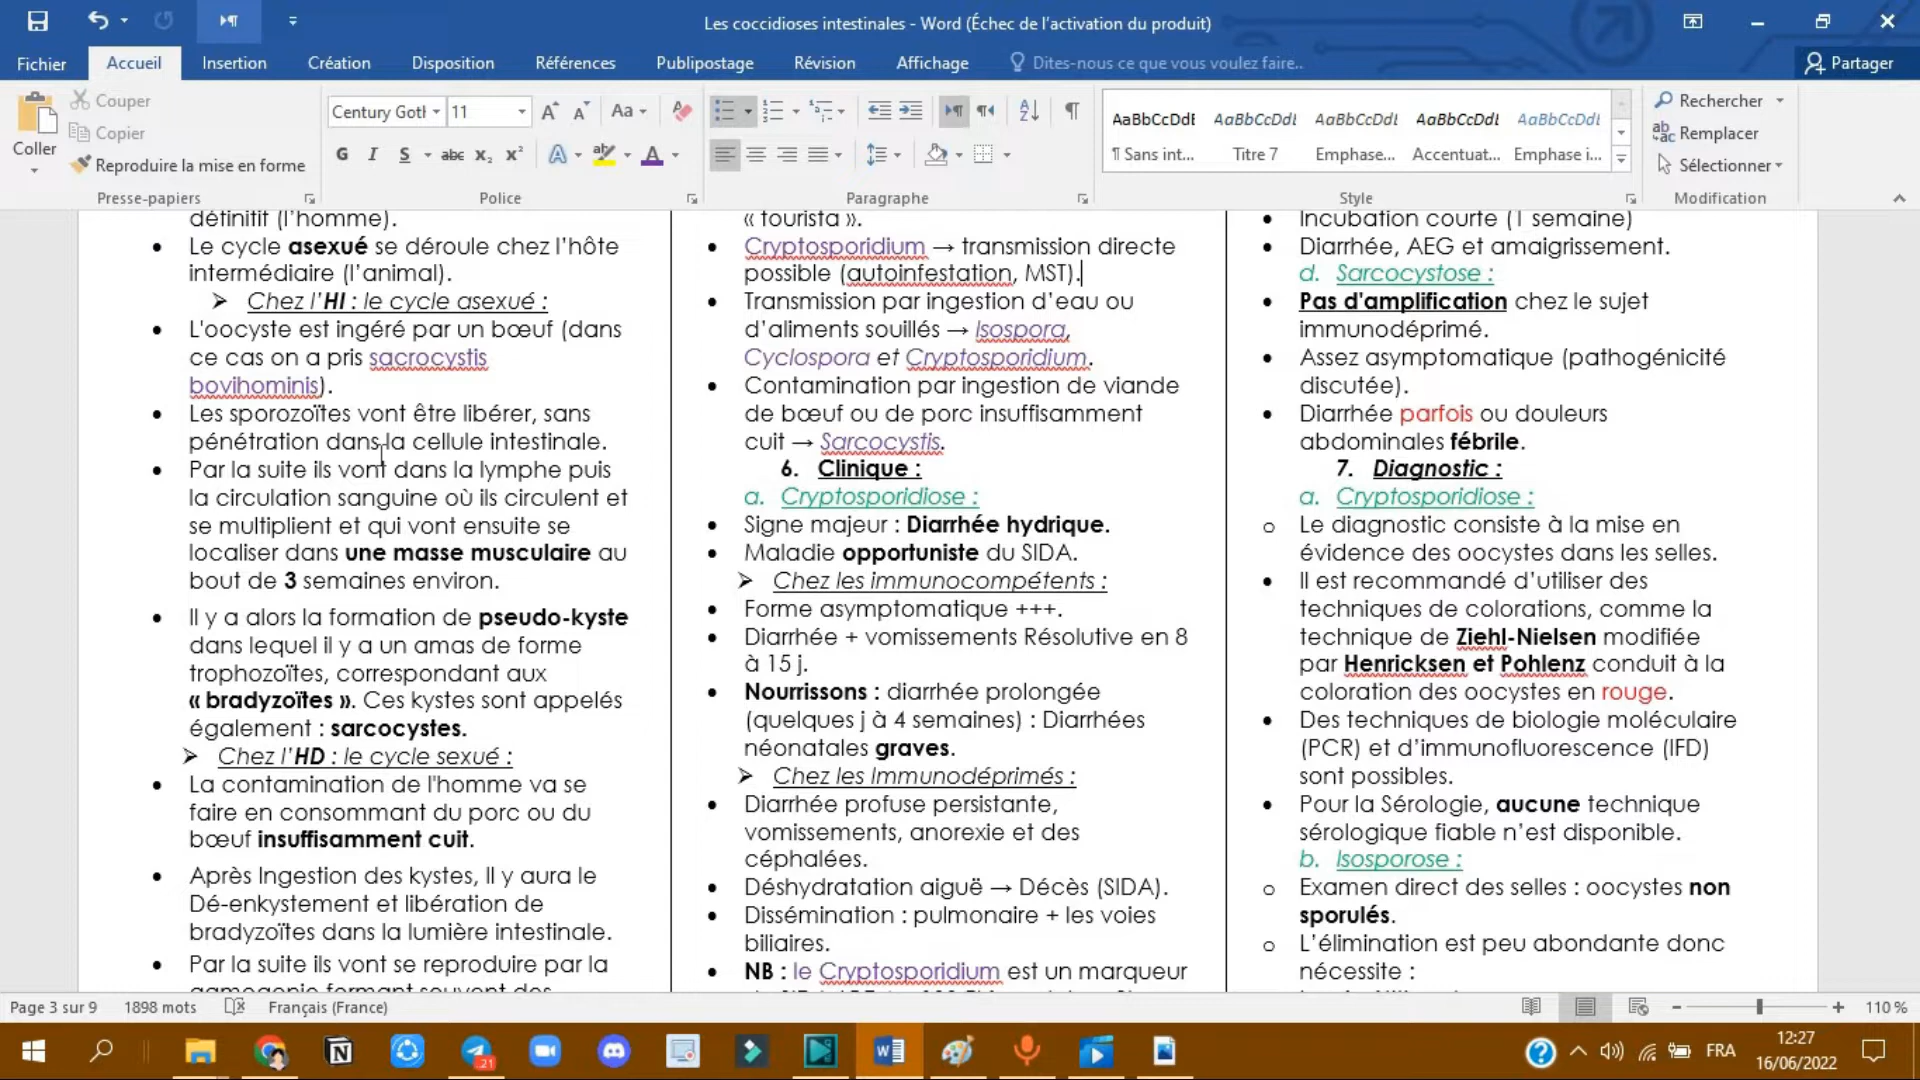 Les coccidioses intestinales - Word (Échec de l'activation du produit)
Fichier
Accueil
Insertion
Création
Disposition
Références
Publipostage
Révision
Affichage
Dites-nous ce que vous voulez faire..
Partager
Coller
Couper
Copier
Reproduire la mise en forme
Presse-papiers
Century Gotl
11
Aa
G I S abc x₂ x²
A
Police
Paragraphe
AaBbCcDdE AaBbCcDdL AaBbCcDdL AaBbCcDdL AaBbCcDdL
¶ Sans int... Titre 7 Emphase... Accentuat... Emphase i...
Style
Rechercher
Remplacer
Sélectionner
Modification
définitif (l'homme).
• Le cycle asexué se déroule chez l'hôte
intermédiaire (l'animal).
➢ Chez l'HI : le cycle asexué :
• L'oocyste est ingéré par un bœuf (dans
ce cas on a pris sacrocystis
bovihominis).
• Les sporozoïtes vont être libérer, sans
pénétration dans la cellule intestinale.
• Par la suite ils vont dans la lymphe puis
la circulation sanguine où ils circulent et
se multiplient et qui vont ensuite se
localiser dans une masse musculaire au
bout de 3 semaines environ.
• Il y a alors la formation de pseudo-kyste
dans lequel il y a un amas de forme
trophozoïtes, correspondant aux
« bradyzoïtes ». Ces kystes sont appelés
également : sarcocystes.
➢ Chez l'HD : le cycle sexué :
• La contamination de l'homme va se
faire en consommant du porc ou du
bœuf insuffisamment cuit.
• Après Ingestion des kystes, Il y aura le
Dé-enkystement et libération de
bradyzoïtes dans la lumière intestinale.
• Par la suite ils vont se reproduire par la
gamogonie formant souvent des
« tourista ».
• Cryptosporidium → transmission directe
possible (autoinfestation, MST).
• Transmission par ingestion d'eau ou
d'aliments souillés → Isospora,
Cyclospora et Cryptosporidium.
• Contamination par ingestion de viande
de bœuf ou de porc insuffisamment
cuit → Sarcocystis.
6. Clinique :
a. Cryptosporidiose :
• Signe majeur : Diarrhée hydrique.
• Maladie opportuniste du SIDA.
➢ Chez les immunocompétents :
• Forme asymptomatique +++.
• Diarrhée + vomissements Résolutive en 8
à 15 j.
• Nourrissons : diarrhée prolongée
(quelques j à 4 semaines) : Diarrhées
néonatales graves.
➢ Chez les Immunodéprimés :
• Diarrhée profuse persistante,
vomissements, anorexie et des
céphalées.
• Déshydratation aiguë → Décès (SIDA).
• Dissémination : pulmonaire + les voies
biliaires.
• NB : le Cryptosporidium est un marqueur
• Incubation courte (1 semaine)
• Diarrhée, AEG et amaigrissement.
d. Sarcocystose :
• Pas d'amplification chez le sujet
immunodéprimé.
• Assez asymptomatique (pathogénicité
discutée).
• Diarrhée parfois ou douleurs
abdominales fébrile.
7. Diagnostic :
a. Cryptosporidiose :
o Le diagnostic consiste à la mise en
évidence des oocystes dans les selles.
• Il est recommandé d'utiliser des
techniques de colorations, comme la
technique de Ziehl-Nielsen modifiée
par Henricksen et Pohlenz conduit à la
coloration des oocystes en rouge.
• Des techniques de biologie moléculaire
(PCR) et d'immunofluorescence (IFD)
sont possibles.
• Pour la Sérologie, aucune technique
sérologique fiable n'est disponible.
b. Isosporose :
o Examen direct des selles : oocystes non
sporulés.
o L'élimination est peu abondante donc
nécessite :
Page 3 sur 9
1898 mots
Français (France)
110 %
21
FRA
12:27
16/06/2022